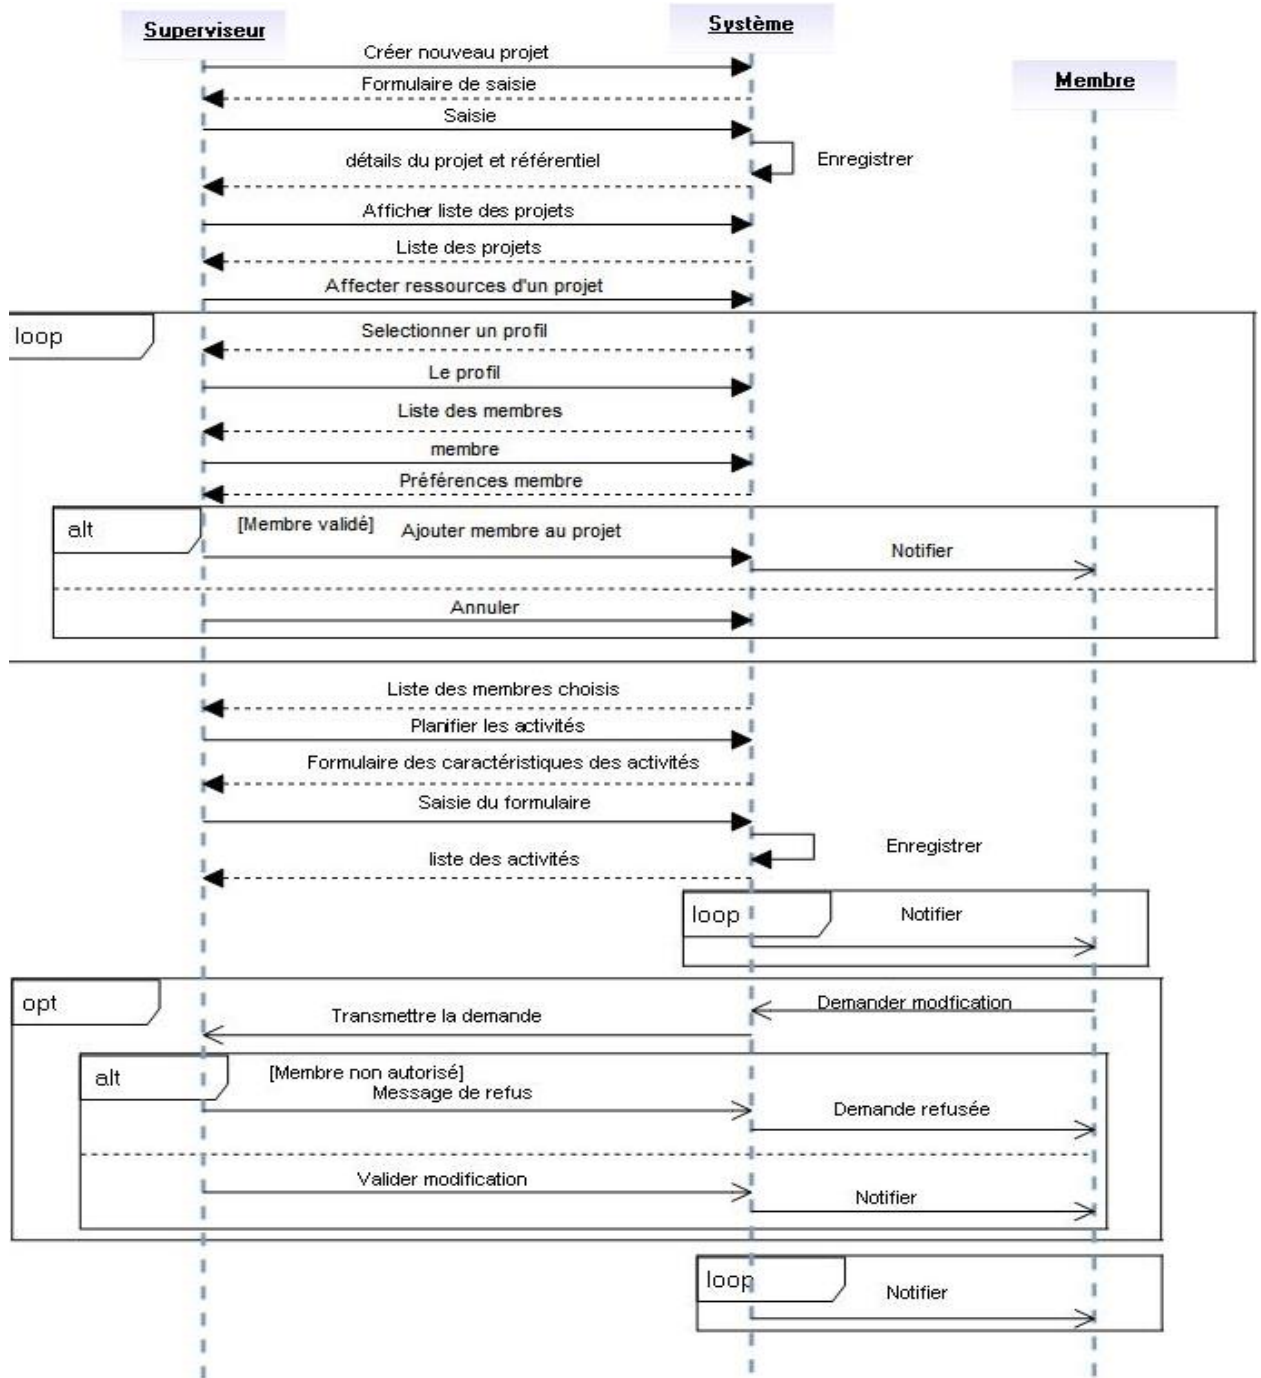 Superviseur
Système
Membre
Créer nouveau projet
Formulaire de saisie
Saisie
Enregistrer
détails du projet et référentiel
Afficher liste des projets
Liste des projets
Affecter ressources d'un projet
loop
Selectionner un profil
Le profil
Liste des membres
membre
Préférences membre
alt
[Membre validé]
Ajouter membre au projet
Notifier
Annuler
Liste des membres choisis
Planifier les activités
Formulaire des caractéristiques des activités
Saisie du formulaire
Enregistrer
liste des activités
loop
Notifier
opt
Demander modfication
Transmettre la demande
alt
[Membre non autorisé]
Message de refus
Demande refusée
Valider modification
Notifier
loop
Notifier